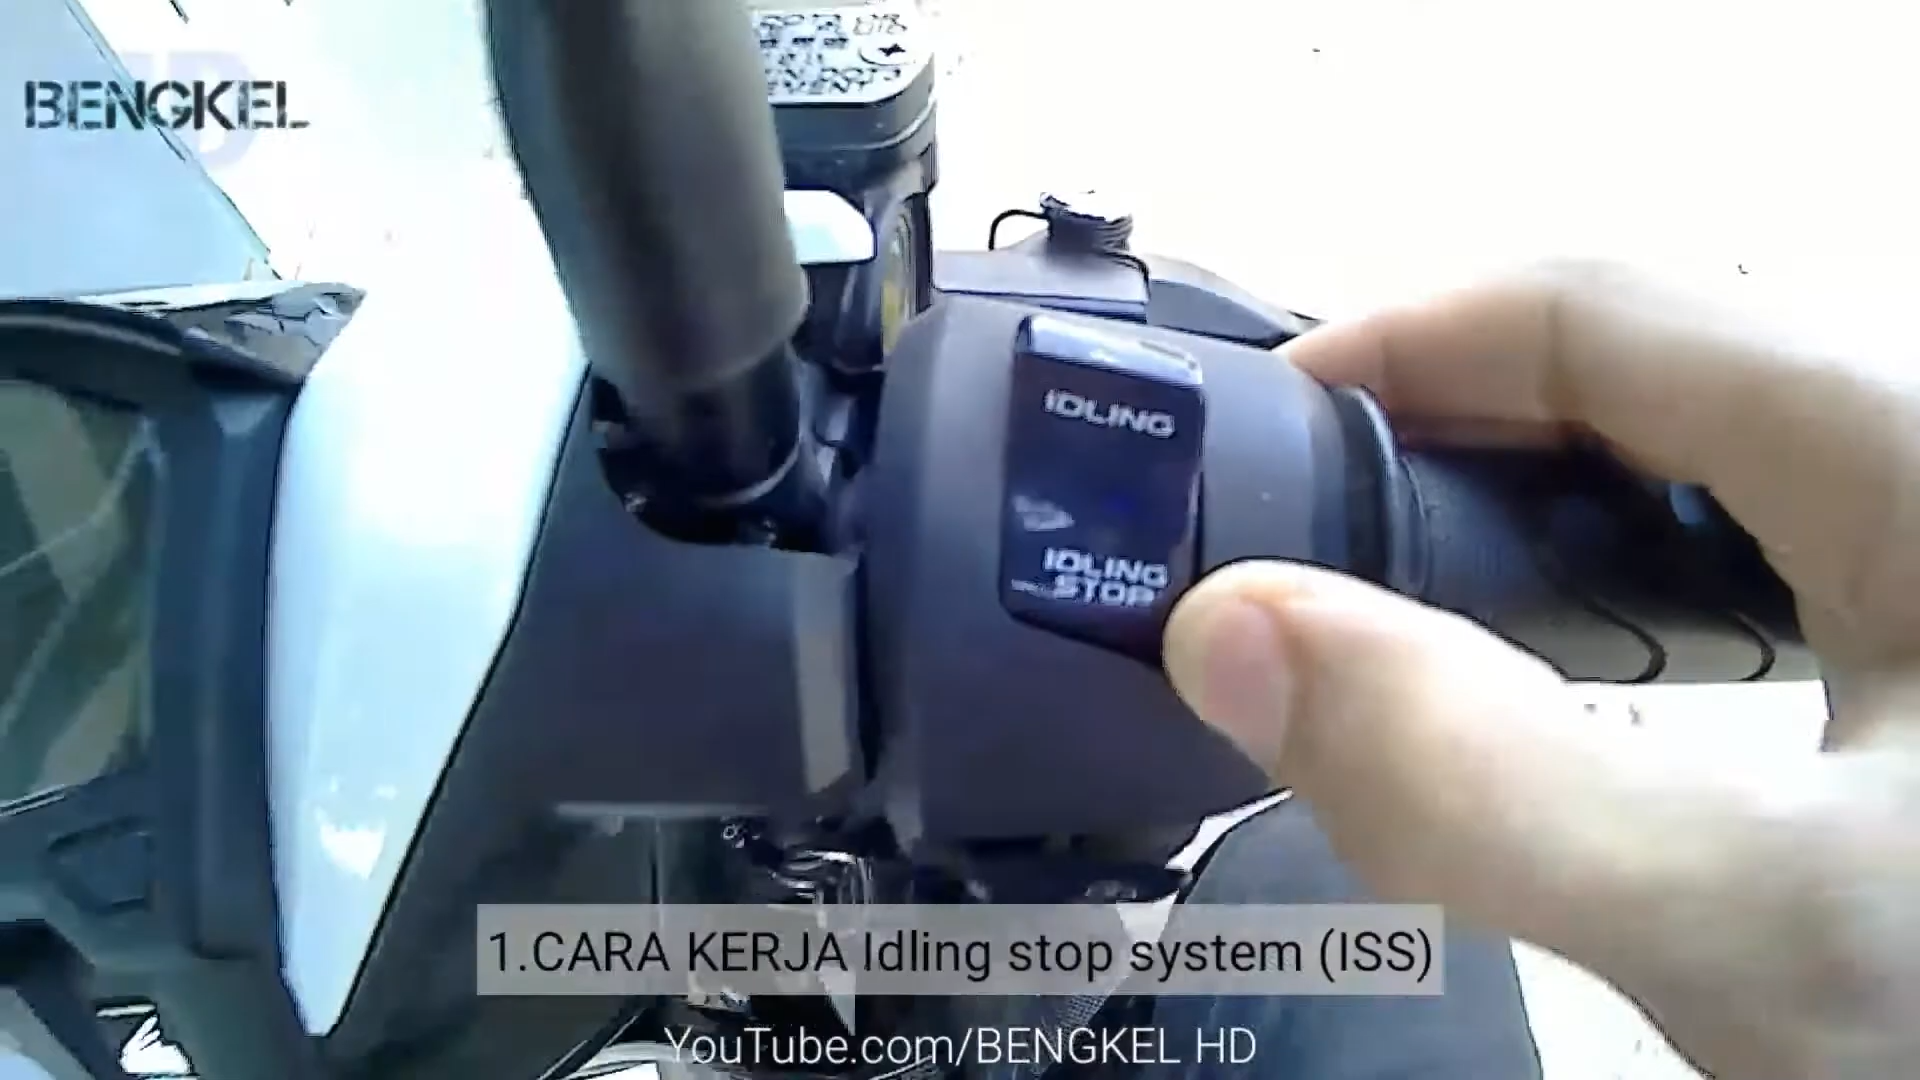 BENGKEL
IDLING
IDLING
STOP
1.CARA KERJA Idling stop system (ISS)
YouTube.com/BENGKEL HD